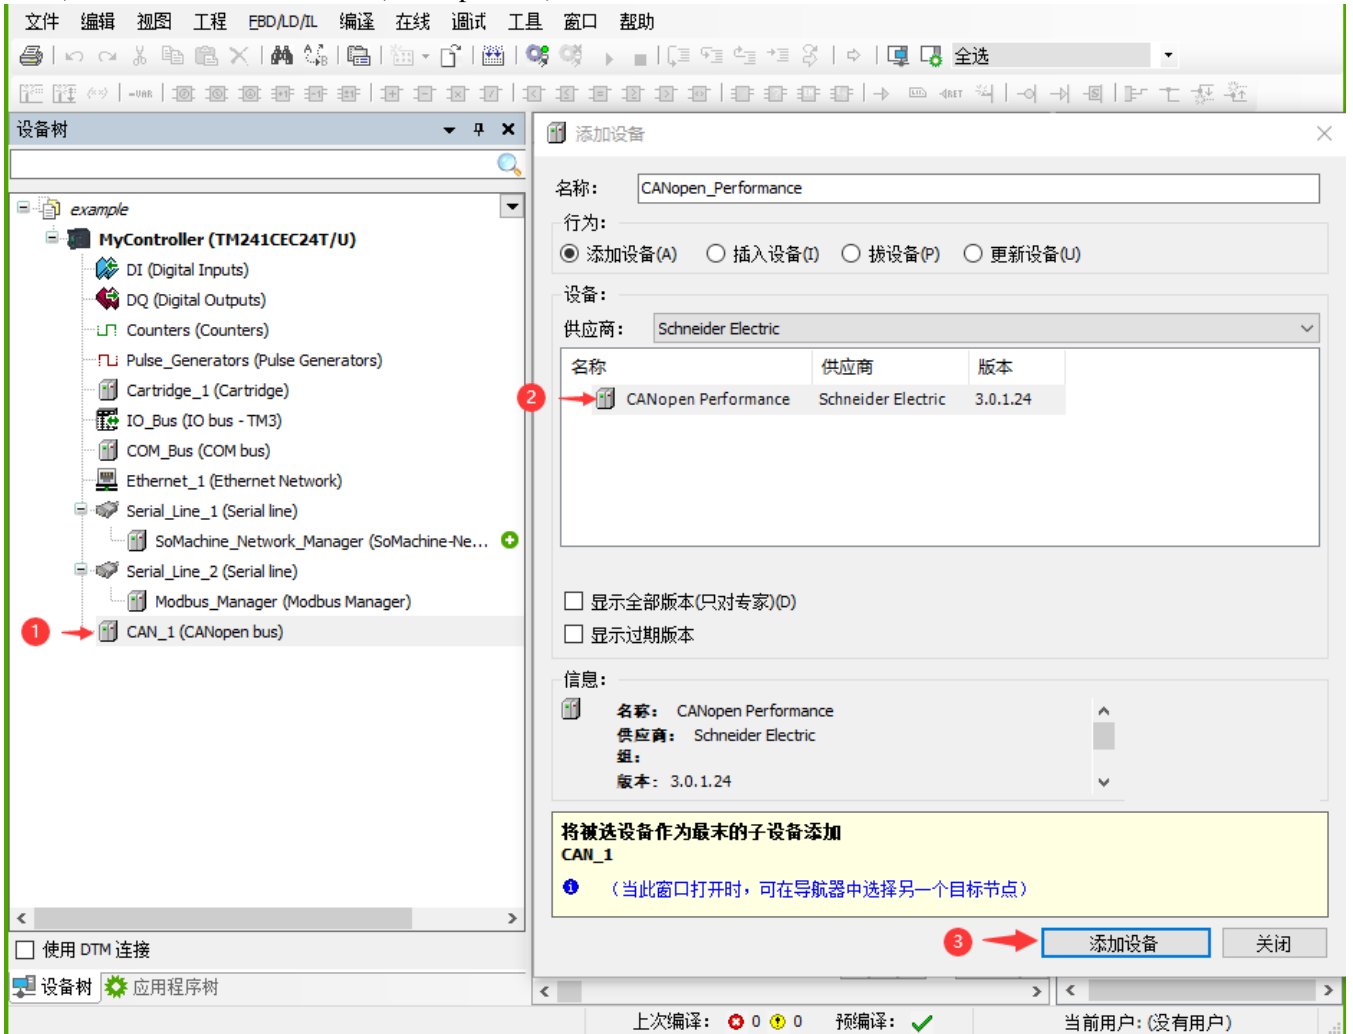 文件 编辑 视图 工程 FBD/LD/IL 编译 在线 调试 工具 窗口 帮助
全选
-VAR
RET
设备树
添加设备
名称: CANopen_Performance
example
行为:
MyController (TM241CEC24T/U)
添加设备(A) 插入设备(I) 拔设备(P) 更新设备(U)
DI (Digital Inputs)
DQ (Digital Outputs)
设备:
Counters (Counters)
供应商: Schneider Electric
Pulse_Generators (Pulse Generators)
名称 供应商 版本
Cartridge_1 (Cartridge)
2 CANopen Performance Schneider Electric 3.0.1.24
IO_Bus (IO bus - TM3)
COM_Bus (COM bus)
Ethernet_1 (Ethernet Network)
Serial_Line_1 (Serial line)
SoMachine_Network_Manager (SoMachine-Ne...
Serial_Line_2 (Serial line)
Modbus_Manager (Modbus Manager)
显示全部版本(只对专家)(D)
1 CAN_1 (CANopen bus)
显示过期版本
信息:
名称: CANopen Performance
供应商: Schneider Electric
组:
版本: 3.0.1.24
将被选设备作为最末的子设备添加
CAN_1
(当此窗口打开时,可在导航器中选择另一个目标节点)
3 添加设备 关闭
使用 DTM 连接
设备树 应用程序树
上次编译: 0 0 预编译: 当前用户: (没有用户)